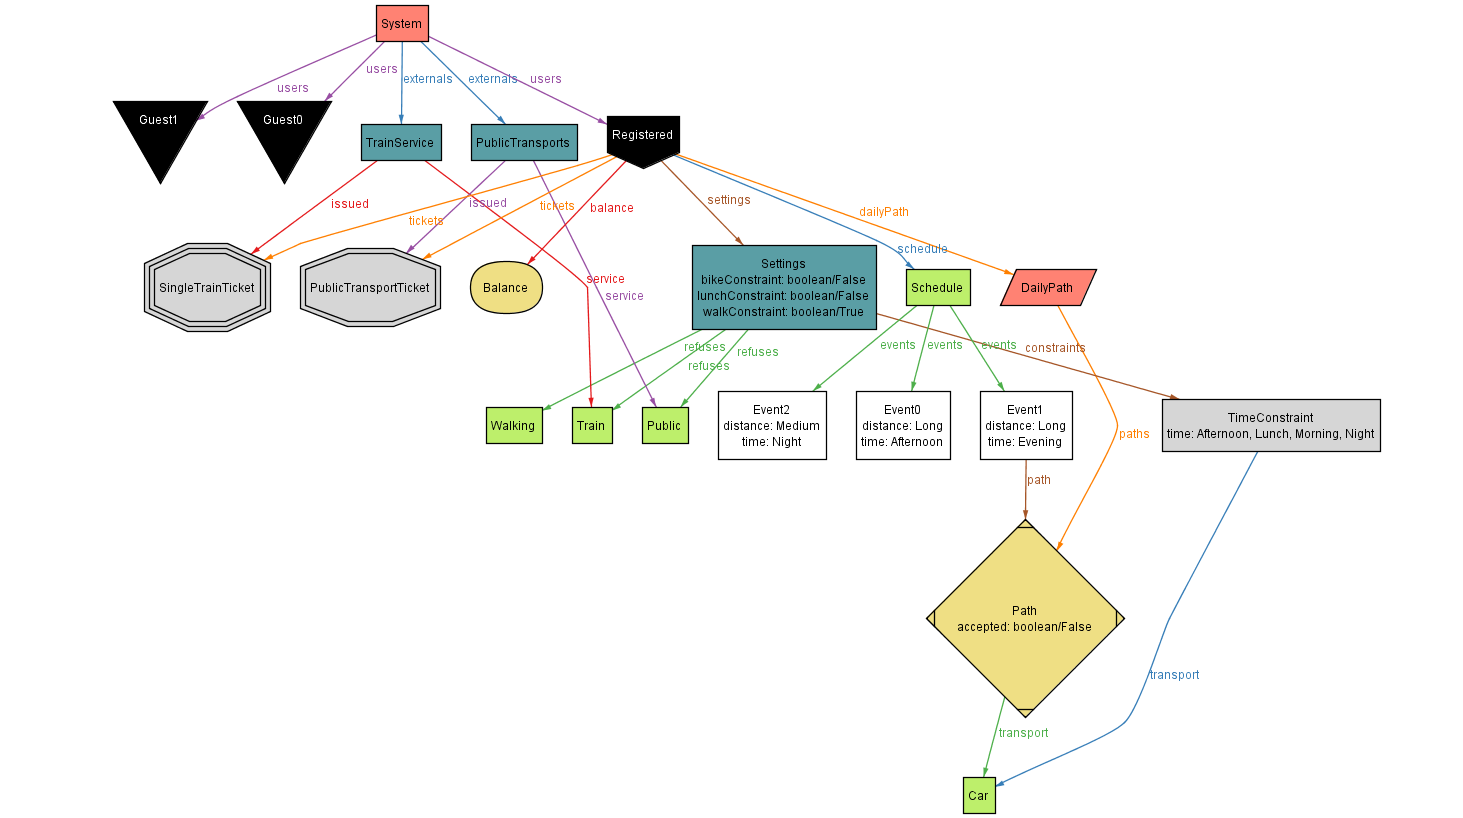 System
users
users
externals
externals
users
Guest1
Guest0
TrainService
PublicTransports
Registered
issued
tickets
issued
tickets
balance
settings
dailyPath
schedule
SingleTrainTicket
PublicTransportTicket
Balance
service
service
Settings
bikeConstraint: boolean/False
lunchConstraint: boolean/False
walkConstraint: boolean/True
Schedule
DailyPath
refuses
refuses
refuses
events
events
events
constraints
Walking
Train
Public
Event2
distance: Medium
time: Night
Event0
distance: Long
time: Afternoon
Event1
distance: Long
time: Evening
TimeConstraint
time: Afternoon, Lunch, Morning, Night
paths
path
Path
accepted: boolean/False
transport
transport
Car